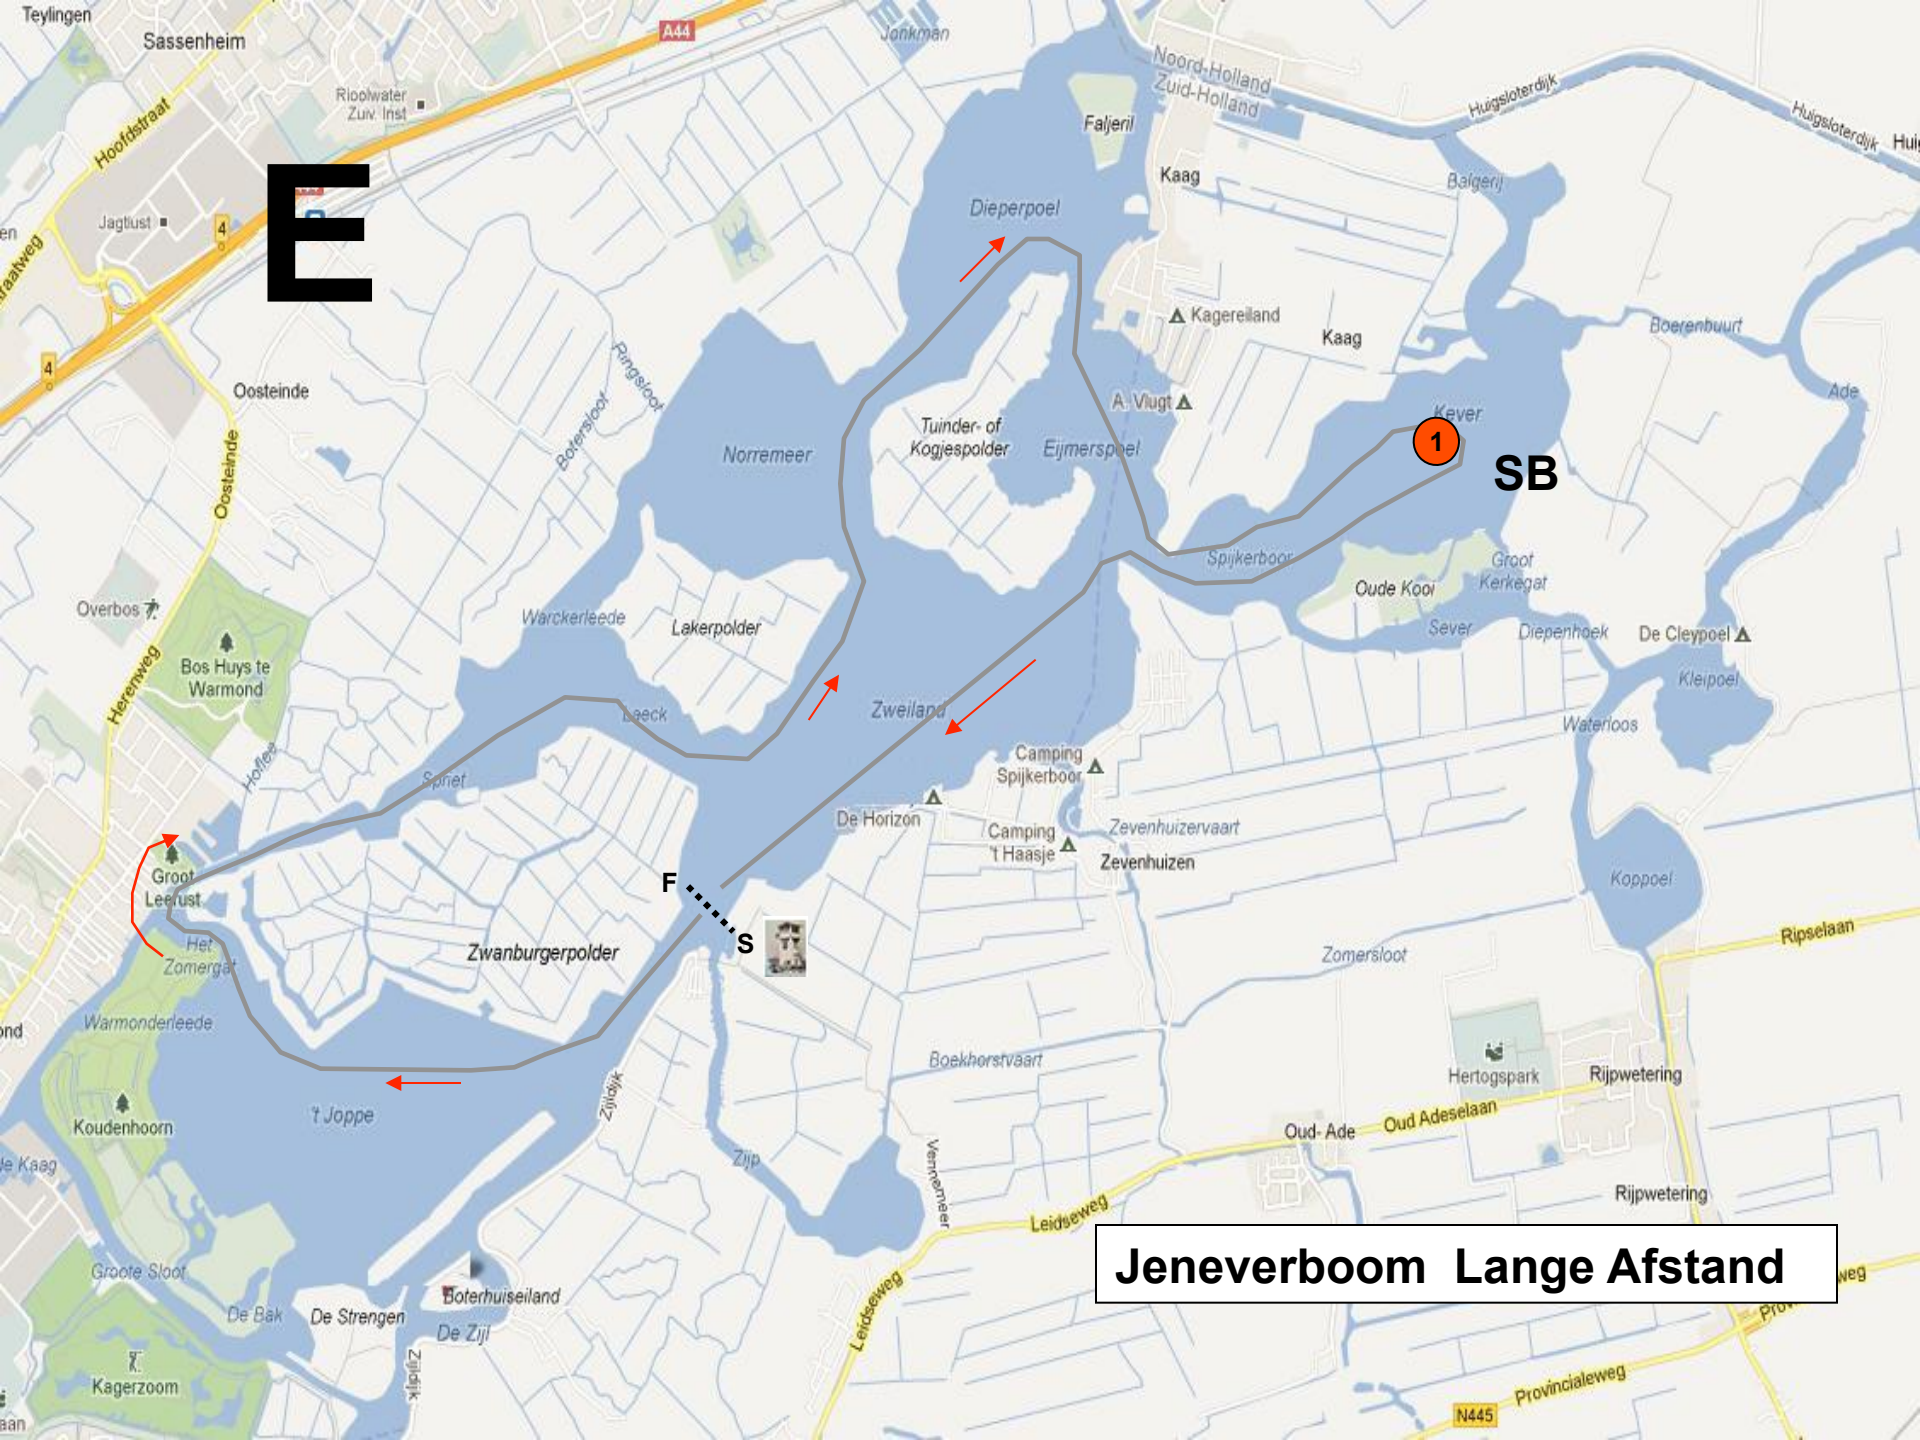 Teylingen
Sassenheim
A44
Jonkman
Noord-Holland
Zuid-Holland
Rioolwater
Zuiv. Inst
Hoofdstraat
Huigsloterdijk
Huigsloterdijk
Faljeril
Kaag
Balgerij
E
Jagtlust
4
Dieperpoel
Kagereiland
Kaag
Boerenbuurt
4
Oosteinde
Ringsloot
Botersloot
Ade
A. Vlugt
Kever
1
SB
Tuinder- of
Kogjespolder
Eijmerspoel
Norremeer
Oosteinde
Spijkerboor
Groot
Kerkegat
Oude Kooi
Overbos
Warckerleede
Lakerpolder
Sever
Diepenhoek
De Cleypoel
Bos Huys te
Warmond
Herenweg
Kleipoel
Zweiland
Laeck
Waterloos
Hoflee
Spriet
Camping
Spijkerboor
De Horizon
Camping
't Haasje
Zevenhuizervaart
Zevenhuizen
Groot
Leerust
F
Koppoel
S
Het
Zomergat
Zwanburgerpolder
Ripselaan
Zomersloot
Warmonderleede
Boekhorstvaart
Hertogspark
Rijpwetering
't Joppe
Koudenhoorn
Zijldijk
Oud Adeselaan
Oud- Ade
Zijp
Vennemeer
Rijpwetering
Leidseweg
Jeneverboom Lange Afstand
Groote Sloot
De Bak
De Strengen
Boterhuiseiland
De Zijl
Leidseweg
Kagerzoom
Zijldijk
Provincialeweg
N445